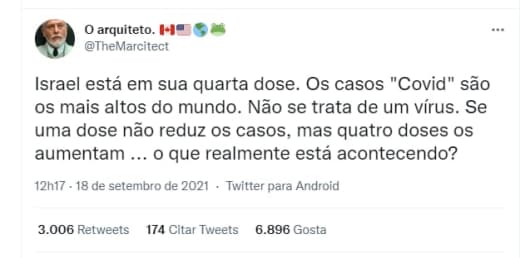 O arquiteto. 🇨🇦🇺🇸🌎🐸
@TheMarcitect
Israel está em sua quarta dose. Os casos "Covid" são
os mais altos do mundo. Não se trata de um vírus. Se
uma dose não reduz os casos, mas quatro doses os
aumentam ... o que realmente está acontecendo?
12h17 · 18 de setembro de 2021 · Twitter para Android
3.006 Retweets 174 Citar Tweets 6.896 Gosta